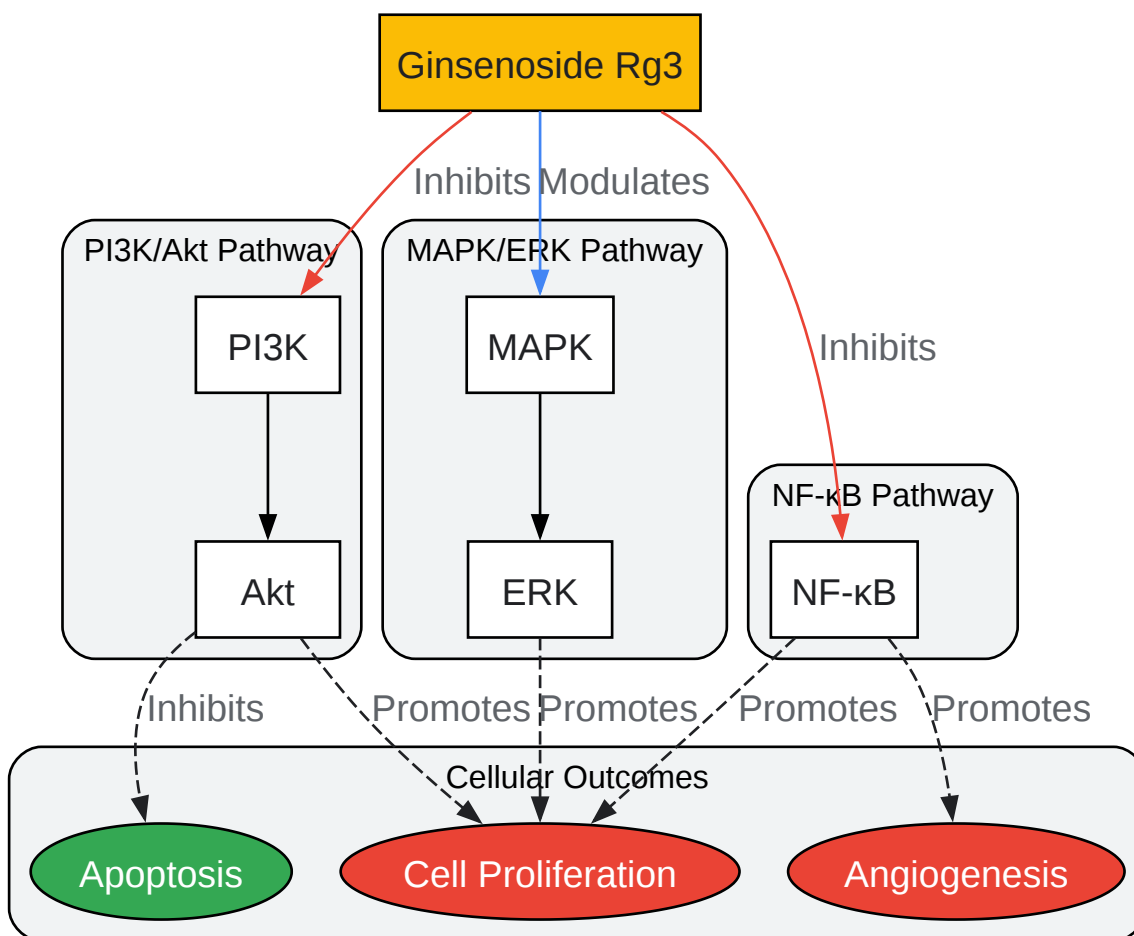 Ginsenoside Rg3
Inhibits
Modulates
PI3K/Akt Pathway
MAPK/ERK Pathway
PI3K
MAPK
Inhibits
NF-κB Pathway
Akt
ERK
NF-κB
Inhibits
Promotes
Promotes
Promotes
Promotes
Cellular Outcomes
Apoptosis
Cell Proliferation
Angiogenesis